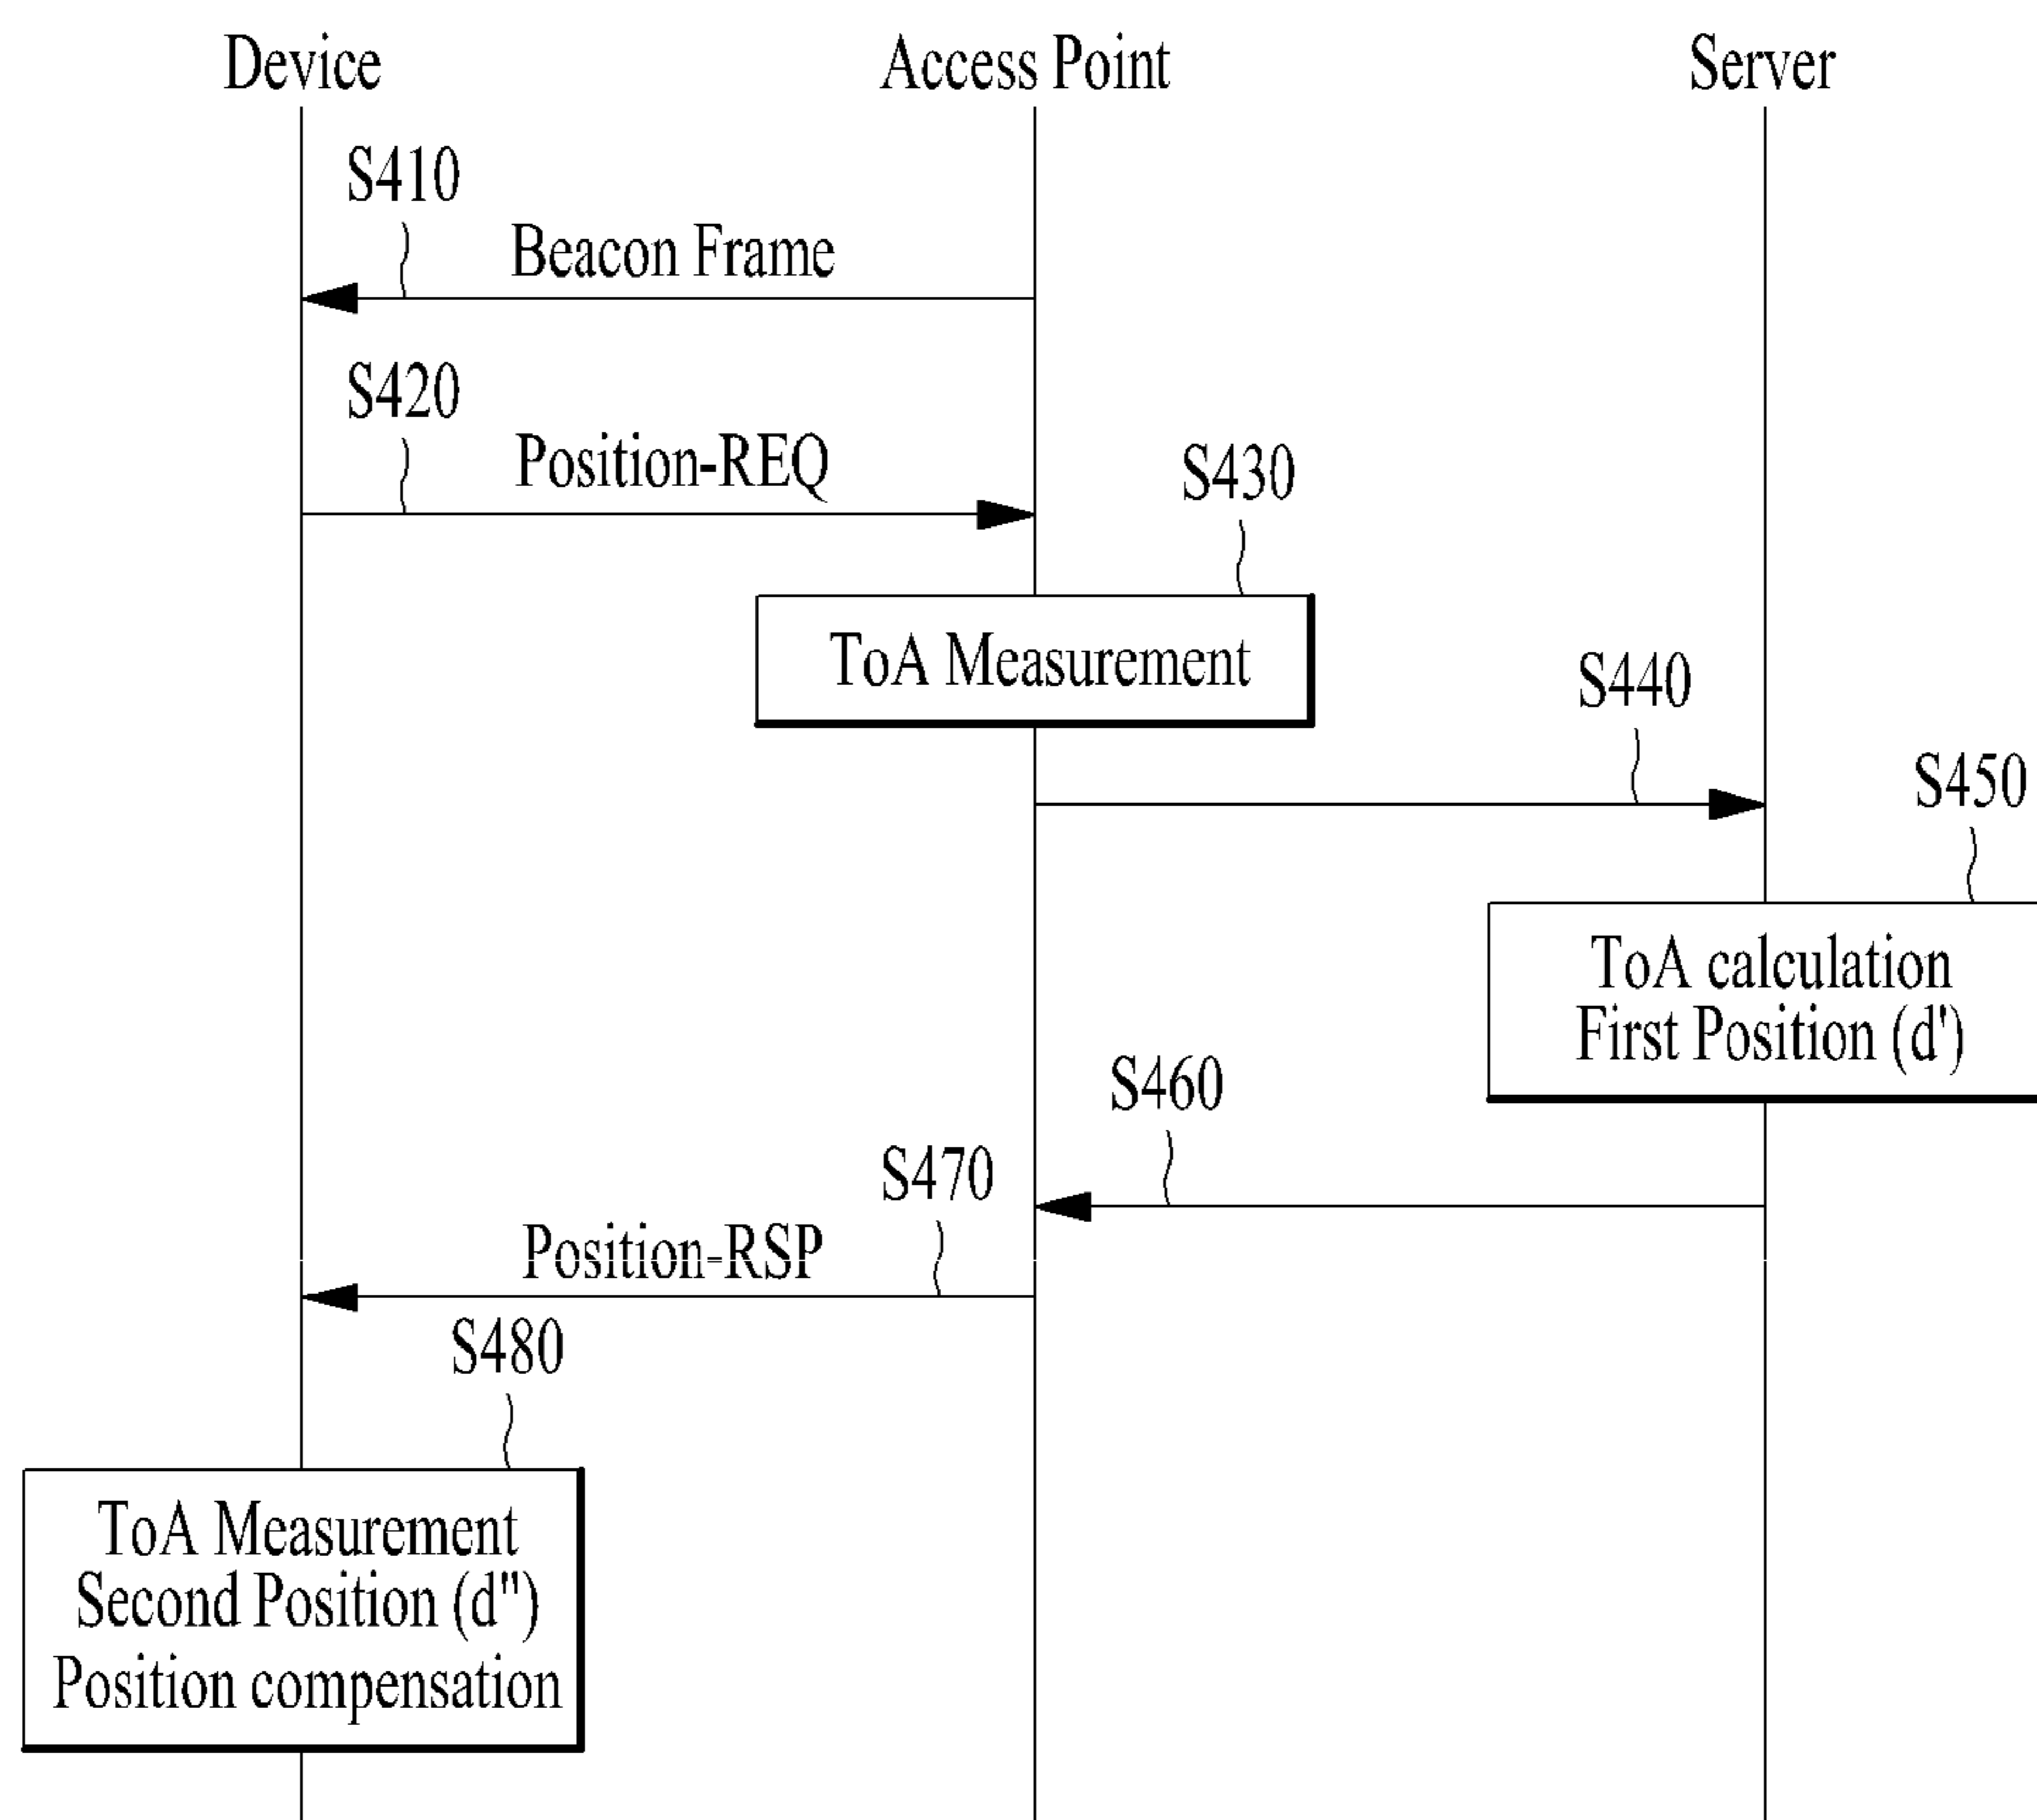 Device
Access Point
Server
S410
Beacon Frame
S420
Position-REQ
S430
ToA Measurement
S440
S450
ToA calculation
First Position (d')
S460
S470
Position-RSP
S480
ToA Measurement
Second Position (d")
Position compensation